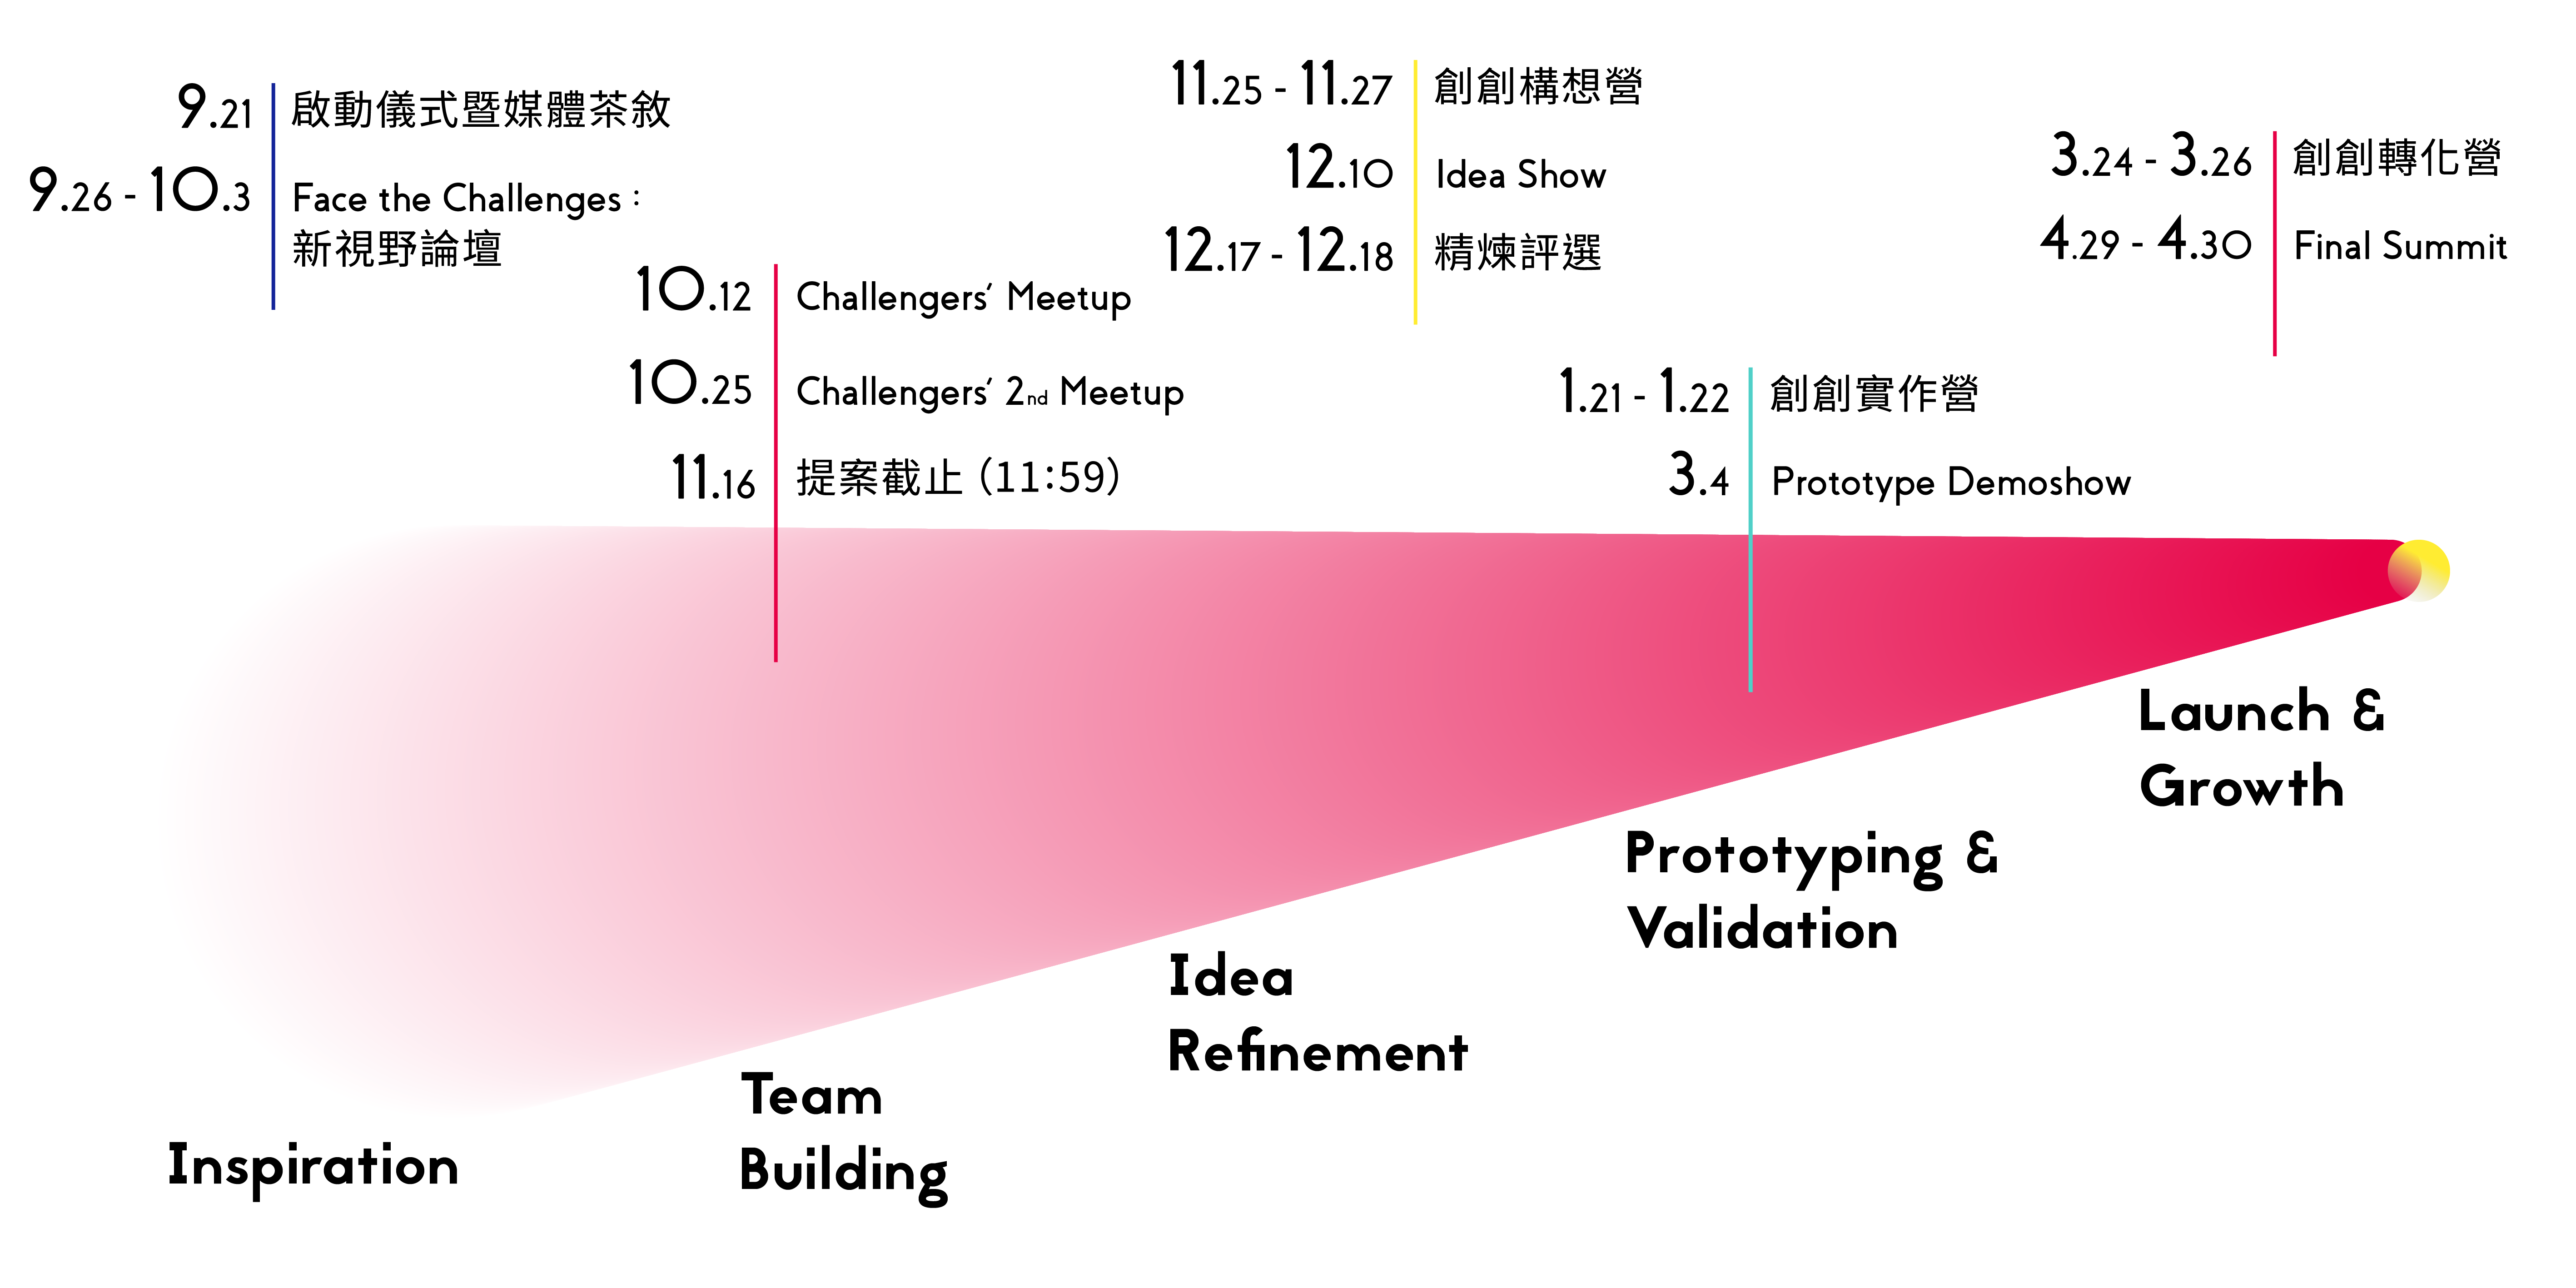 9.21 啟動儀式暨媒體茶敘
9.26 - 10.3 Face the Challenges：
新視野論壇
10.12 Challengers' Meetup
10.25 Challengers' 2nd Meetup
11.16 提案截止 (11:59)
11.25 - 11.27 創創構想營
12.10 Idea Show
12.17 - 12.18 精煉評選
1.21 - 1.22 創創實作營
3.4 Prototype Demoshow
3.24 - 3.26 創創轉化營
4.29 - 4.30 Final Summit
Inspiration
Team
Building
Idea
Refinement
Prototyping &
Validation
Launch &
Growth